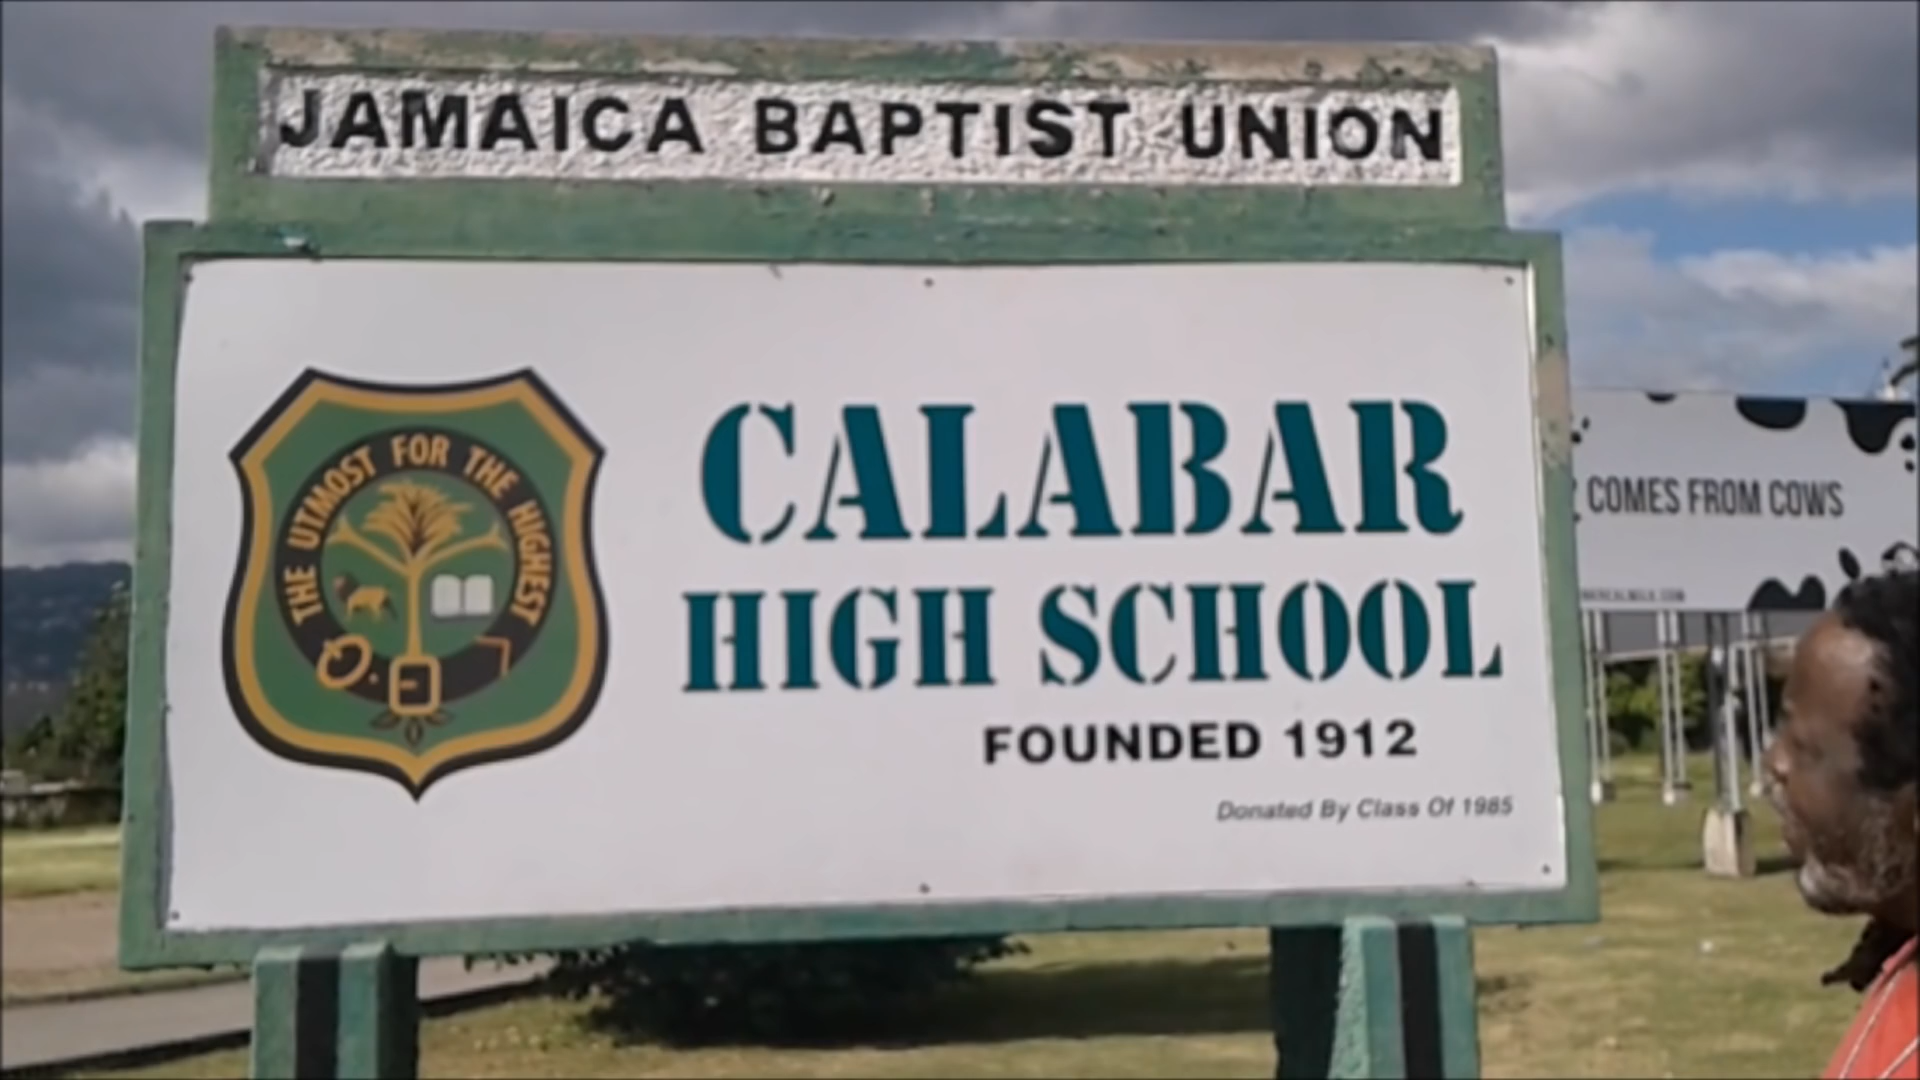 JAMAICA BAPTIST UNION
THE UTMOST FOR THE HIGHEST
CALABAR
HIGH SCHOOL
FOUNDED 1912
Donated By Class Of 1985
COMES FROM COWS